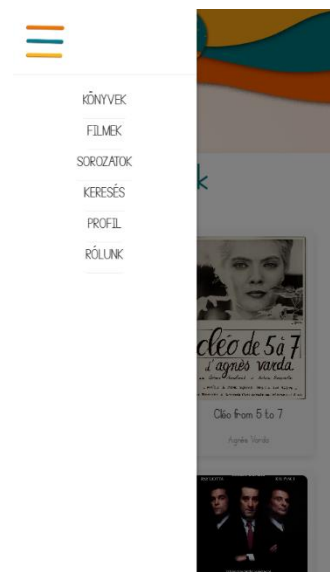 KÖNYVEK
FILMEK
SOROZATOK
KERESÉS
PROFIL
RÓLUNK
k
cléo de 5 à 7
d'agnès varda
Cléo from 5 to 7
Agnès Varda